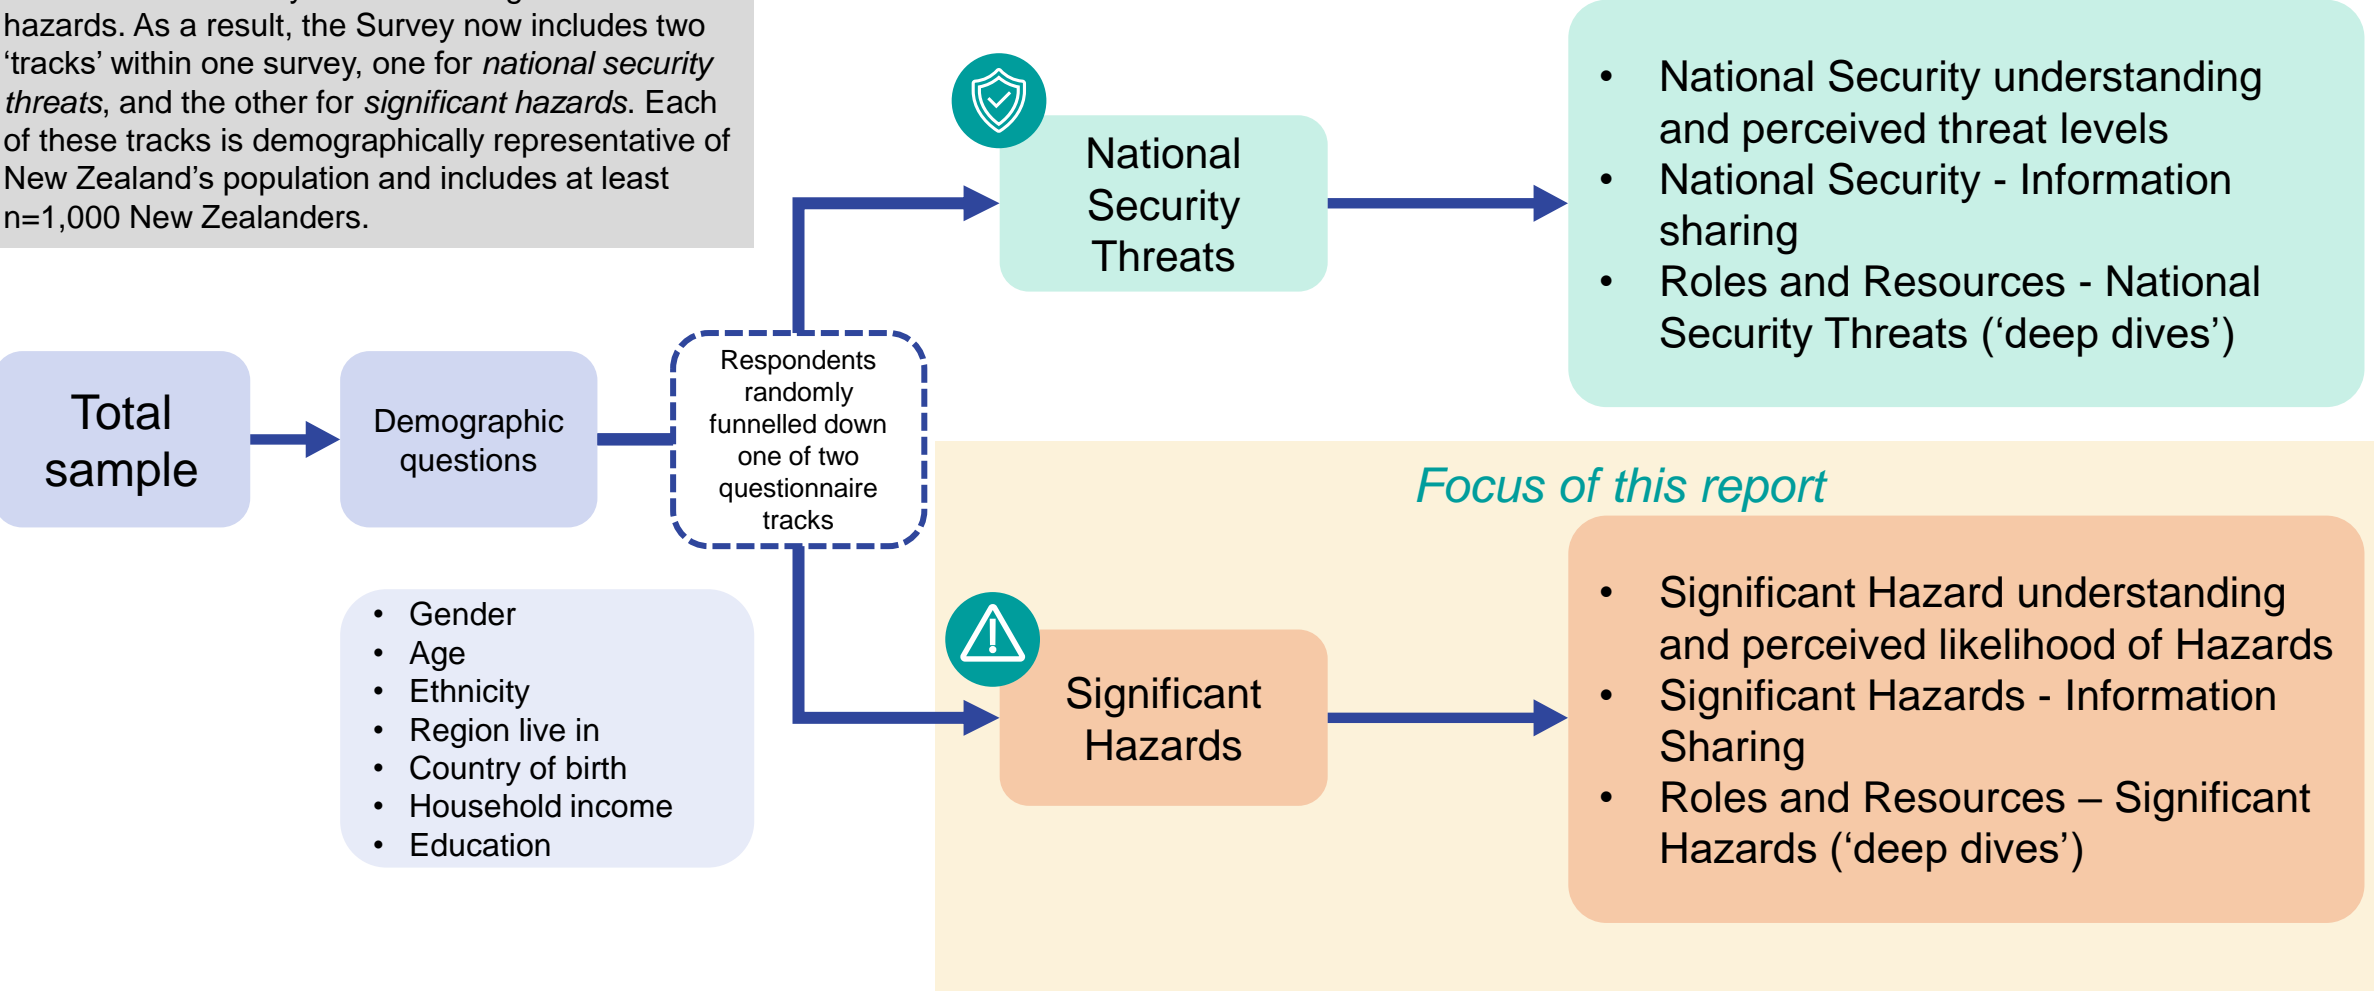 hazards. As a result, the Survey now includes two
‘tracks’ within one survey, one for national security
threats, and the other for significant hazards. Each
of these tracks is demographically representative of
New Zealand’s population and includes at least
n=1,000 New Zealanders.
Total
sample
Demographic
questions
• Gender
• Age
• Ethnicity
• Region live in
• Country of birth
• Household income
• Education
Respondents
randomly
funnelled down
one of two
questionnaire
tracks
National
Security
Threats
• National Security understanding
and perceived threat levels
• National Security - Information
sharing
• Roles and Resources - National
Security Threats (‘deep dives’)
Focus of this report
Significant
Hazards
• Significant Hazard understanding
and perceived likelihood of Hazards
• Significant Hazards - Information
Sharing
• Roles and Resources – Significant
Hazards (‘deep dives’)